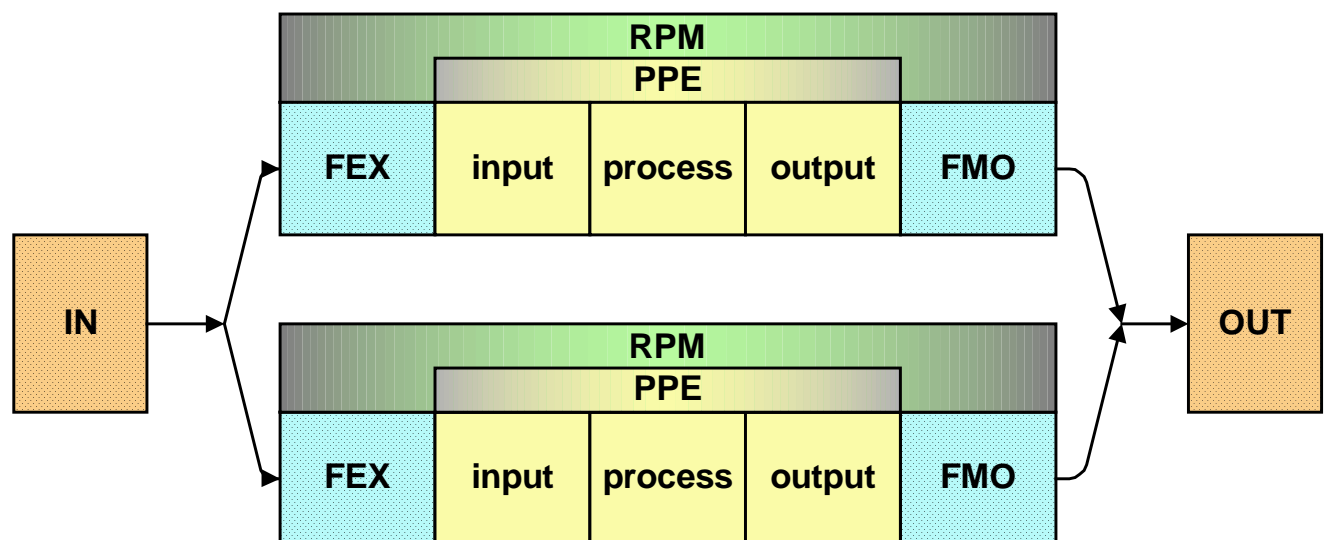 RPM
PPE
FEX input process output FMO
IN
OUT
RPM
PPE
FEX input process output FMO